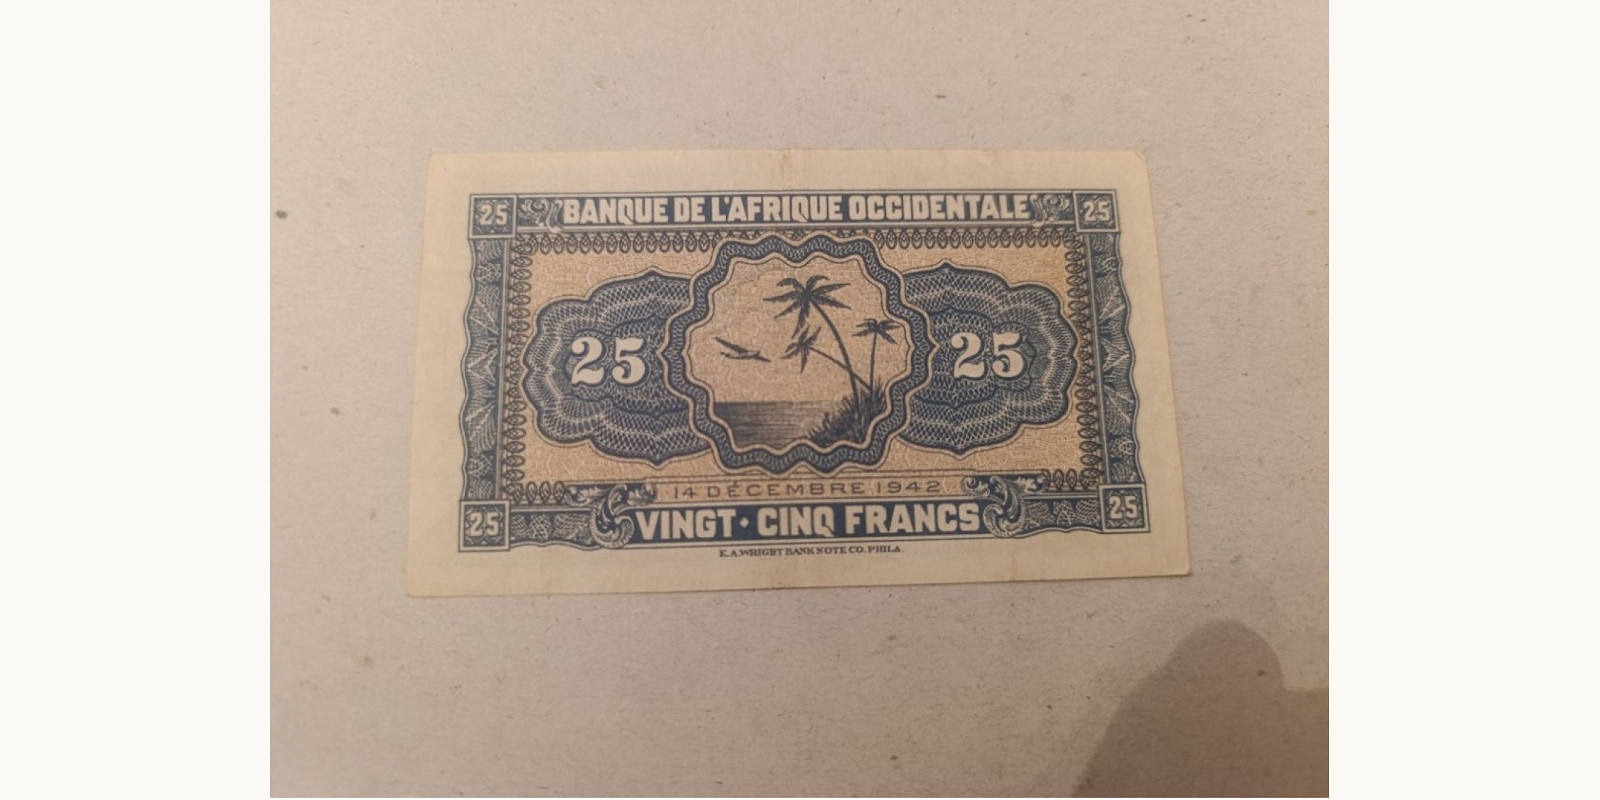 25 BANQUE DE L'AFRIQUE OCCIDENTALE 25
25 25
14 DÉCEMBRE 1942
25 VINGT·CINQ FRANCS 25
E.A.WRIGHT BANK NOTE CO. PHILA.